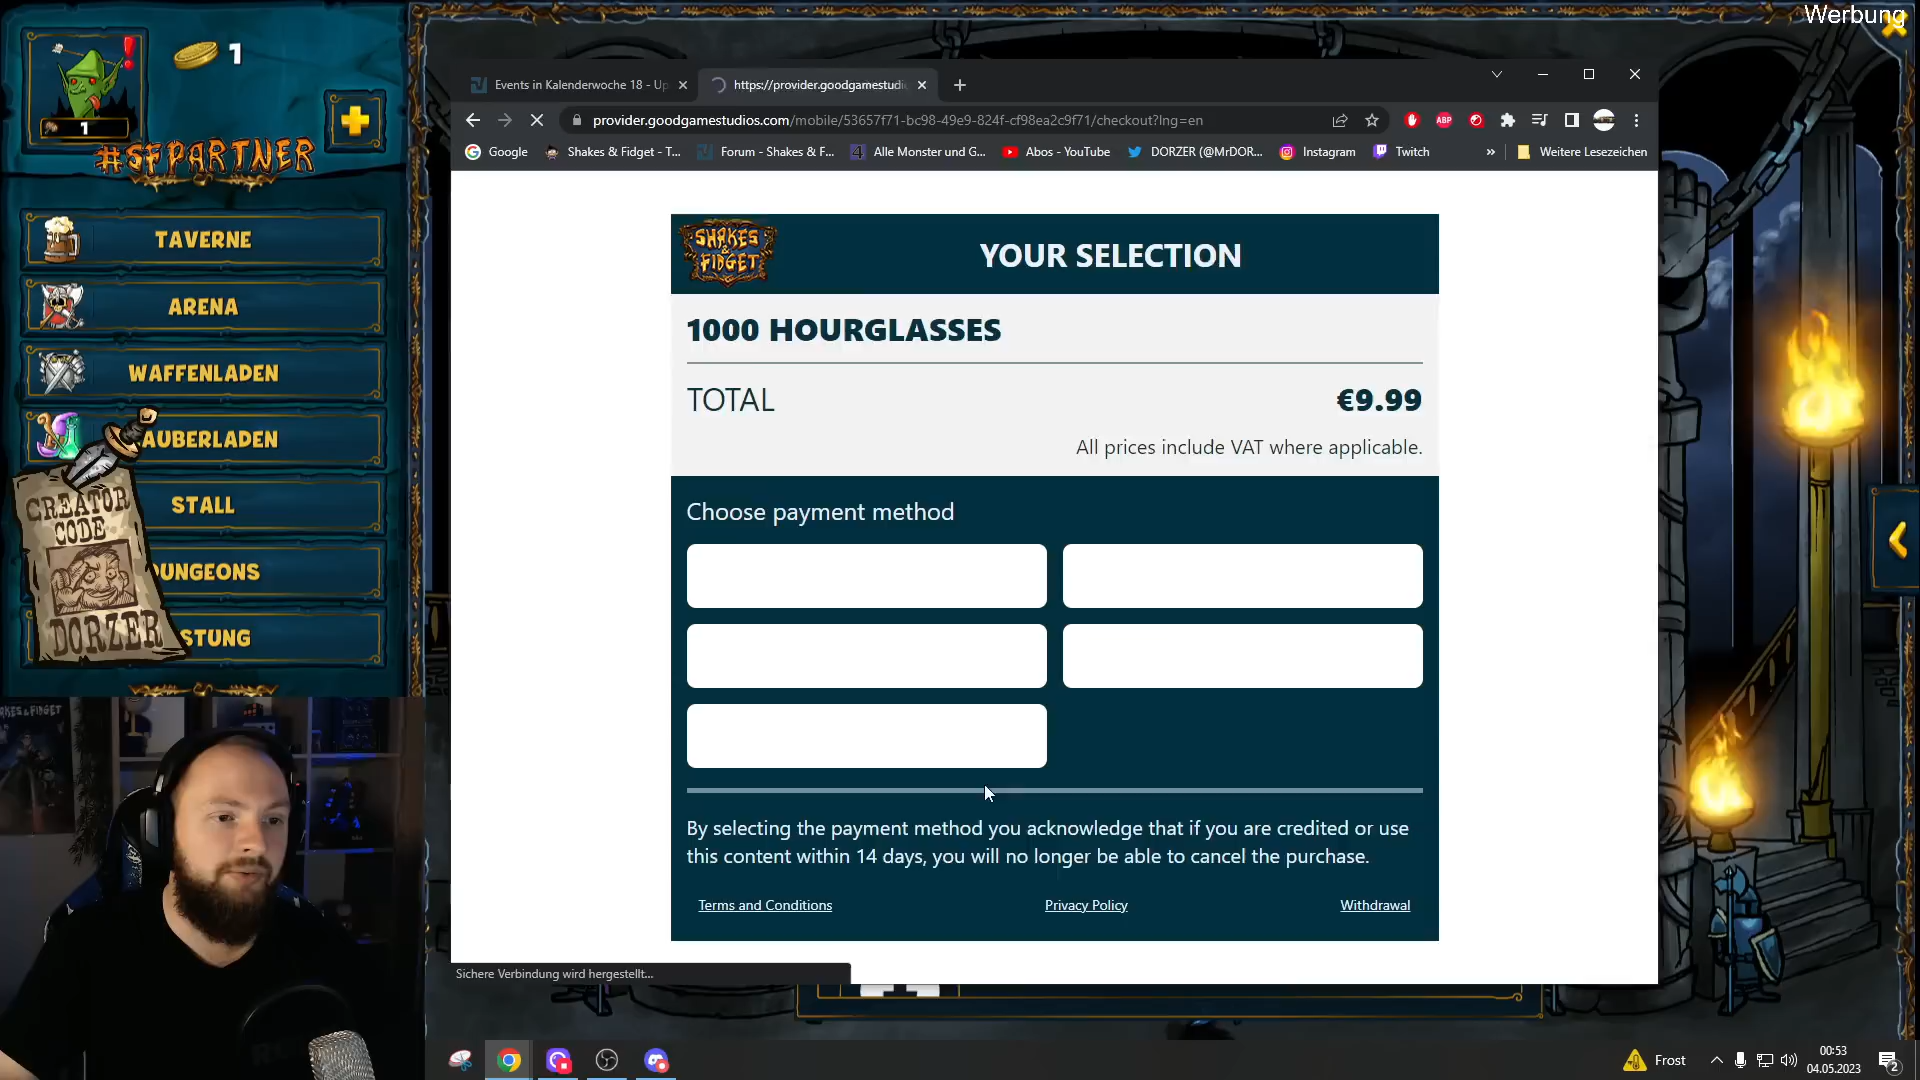 Werbung
1
1
#SFPARTNER
TAVERNE
ARENA
WAFFENLADEN
AUBERLADEN
STALL
UNGEONS
STUNG
CREATOR
CODE
DORZER
Events in Kalenderwoche 18 - Up
https://provider.goodgamestudi
provider.goodgamestudios.com/mobile/53657f71-bc98-49e9-824f-cf98ea2c9f71/checkout?lng=en
ABP
Google
Shakes & Fidget - T...
Forum - Shakes & F...
Alle Monster und G...
Abos - YouTube
DORZER (@MrDOR...
Instagram
Twitch
»
Weitere Lesezeichen
SHAKES
&
FIDGET
YOUR SELECTION
1000 HOURGLASSES
TOTAL
€9.99
All prices include VAT where applicable.
Choose payment method
By selecting the payment method you acknowledge that if you are credited or use
this content within 14 days, you will no longer be able to cancel the purchase.
Terms and Conditions
Privacy Policy
Withdrawal
Sichere Verbindung wird hergestellt...
Frost
00:53
04.05.2023
2